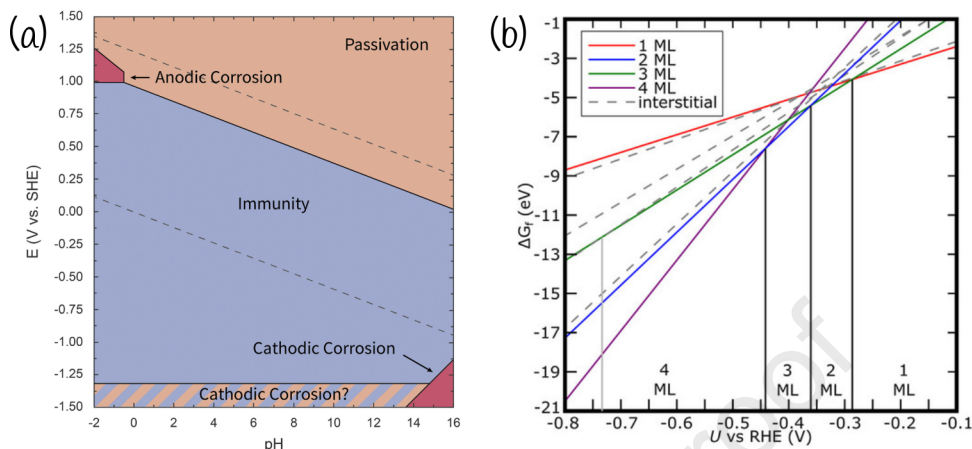 (a)
1.50
1.25
1.00
0.75
0.50
0.25
0.00
-0.25
-0.50
-0.75
-1.00
-1.25
-1.50
E (V vs. SHE)
Passivation
Anodic Corrosion
Immunity
Cathodic Corrosion
Cathodic Corrosion?
-2 0 2 4 6 8 10 12 14 16
pH
(b)
-1
-3
-5
-7
-9
-11
-13
-15
-17
-19
-21
ΔGf (eV)
1 ML
2 ML
3 ML
4 ML
interstitial
4 3 2 1
ML ML ML ML
-0.8 -0.7 -0.6 -0.5 -0.4 -0.3 -0.2 -0.1
U vs RHE (V)
roof